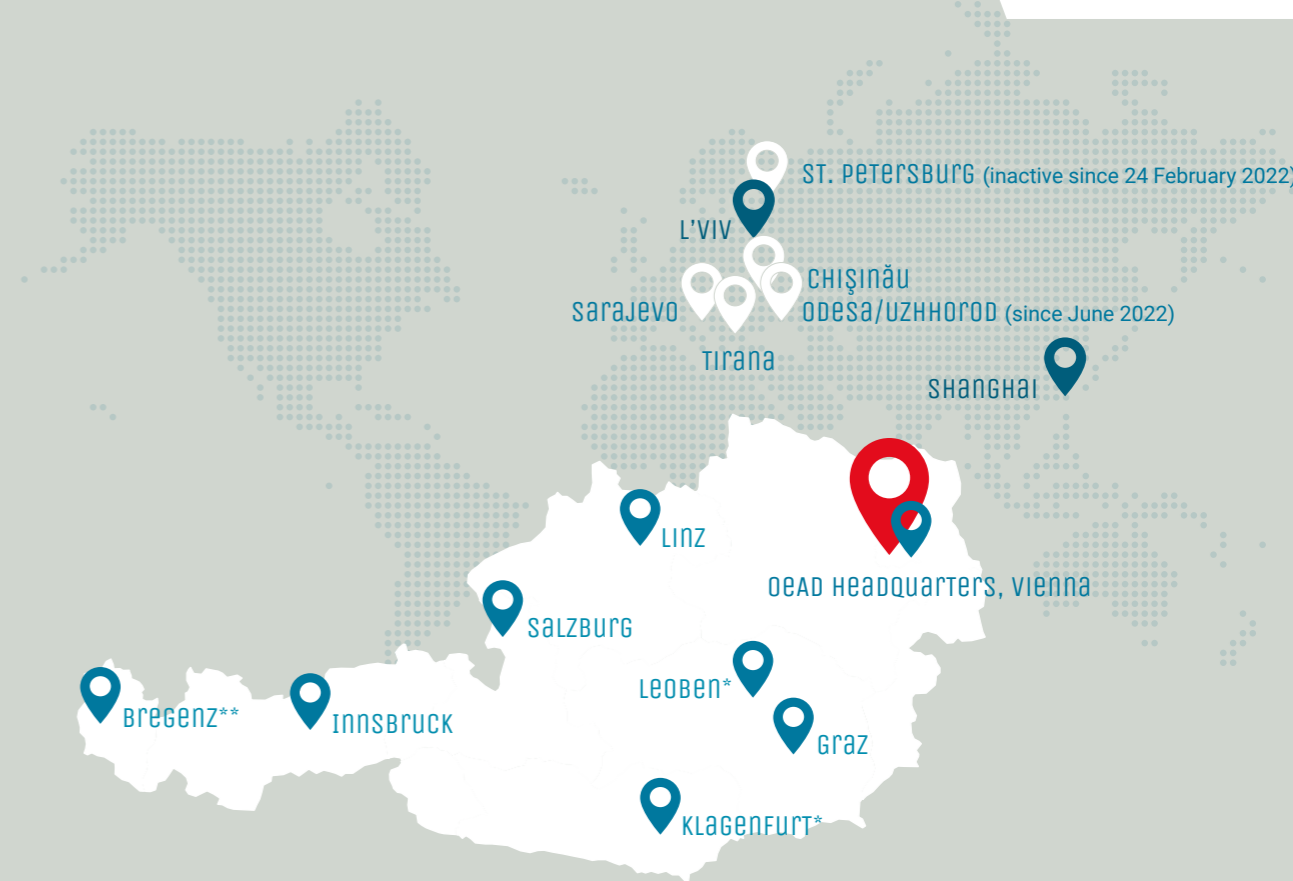 ST. PETERSBURG (inactive since 24 February 2022)
L'VIV
CHIŞINĂU
SARAJEVO
ODESA/UZHHOROD (since June 2022)
TIRANA
SHANGHAI
LINZ
OEAD HEADQUARTERS, VIENNA
SALZBURG
LEOBEN*
BREGENZ**
INNSBRUCK
GRAZ
KLAGENFURT*